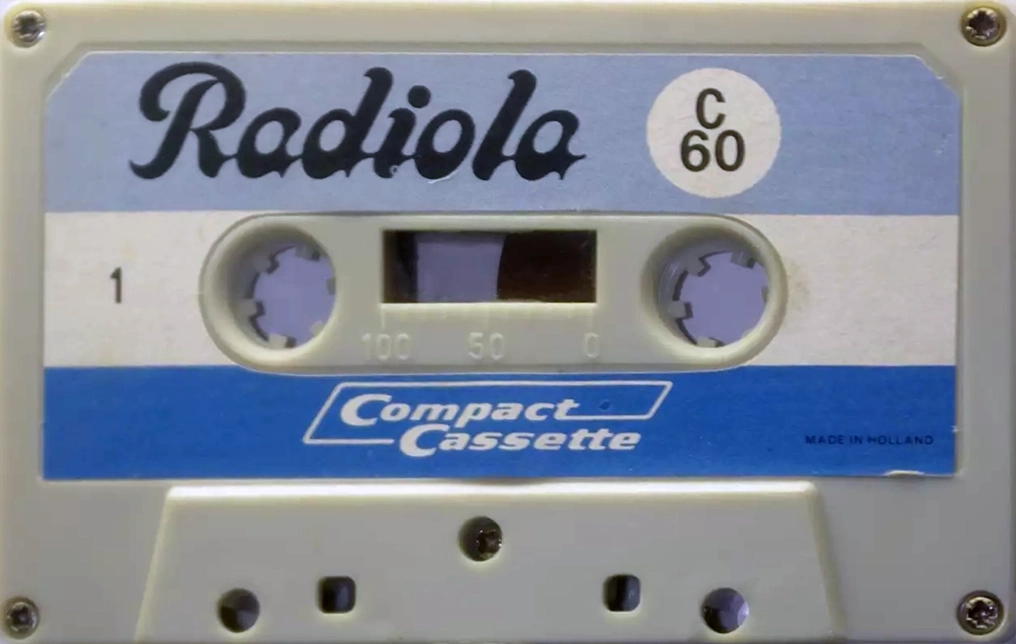 Radiola
C
60
1
100 50 0
Compact
Cassette
MADE IN HOLLAND